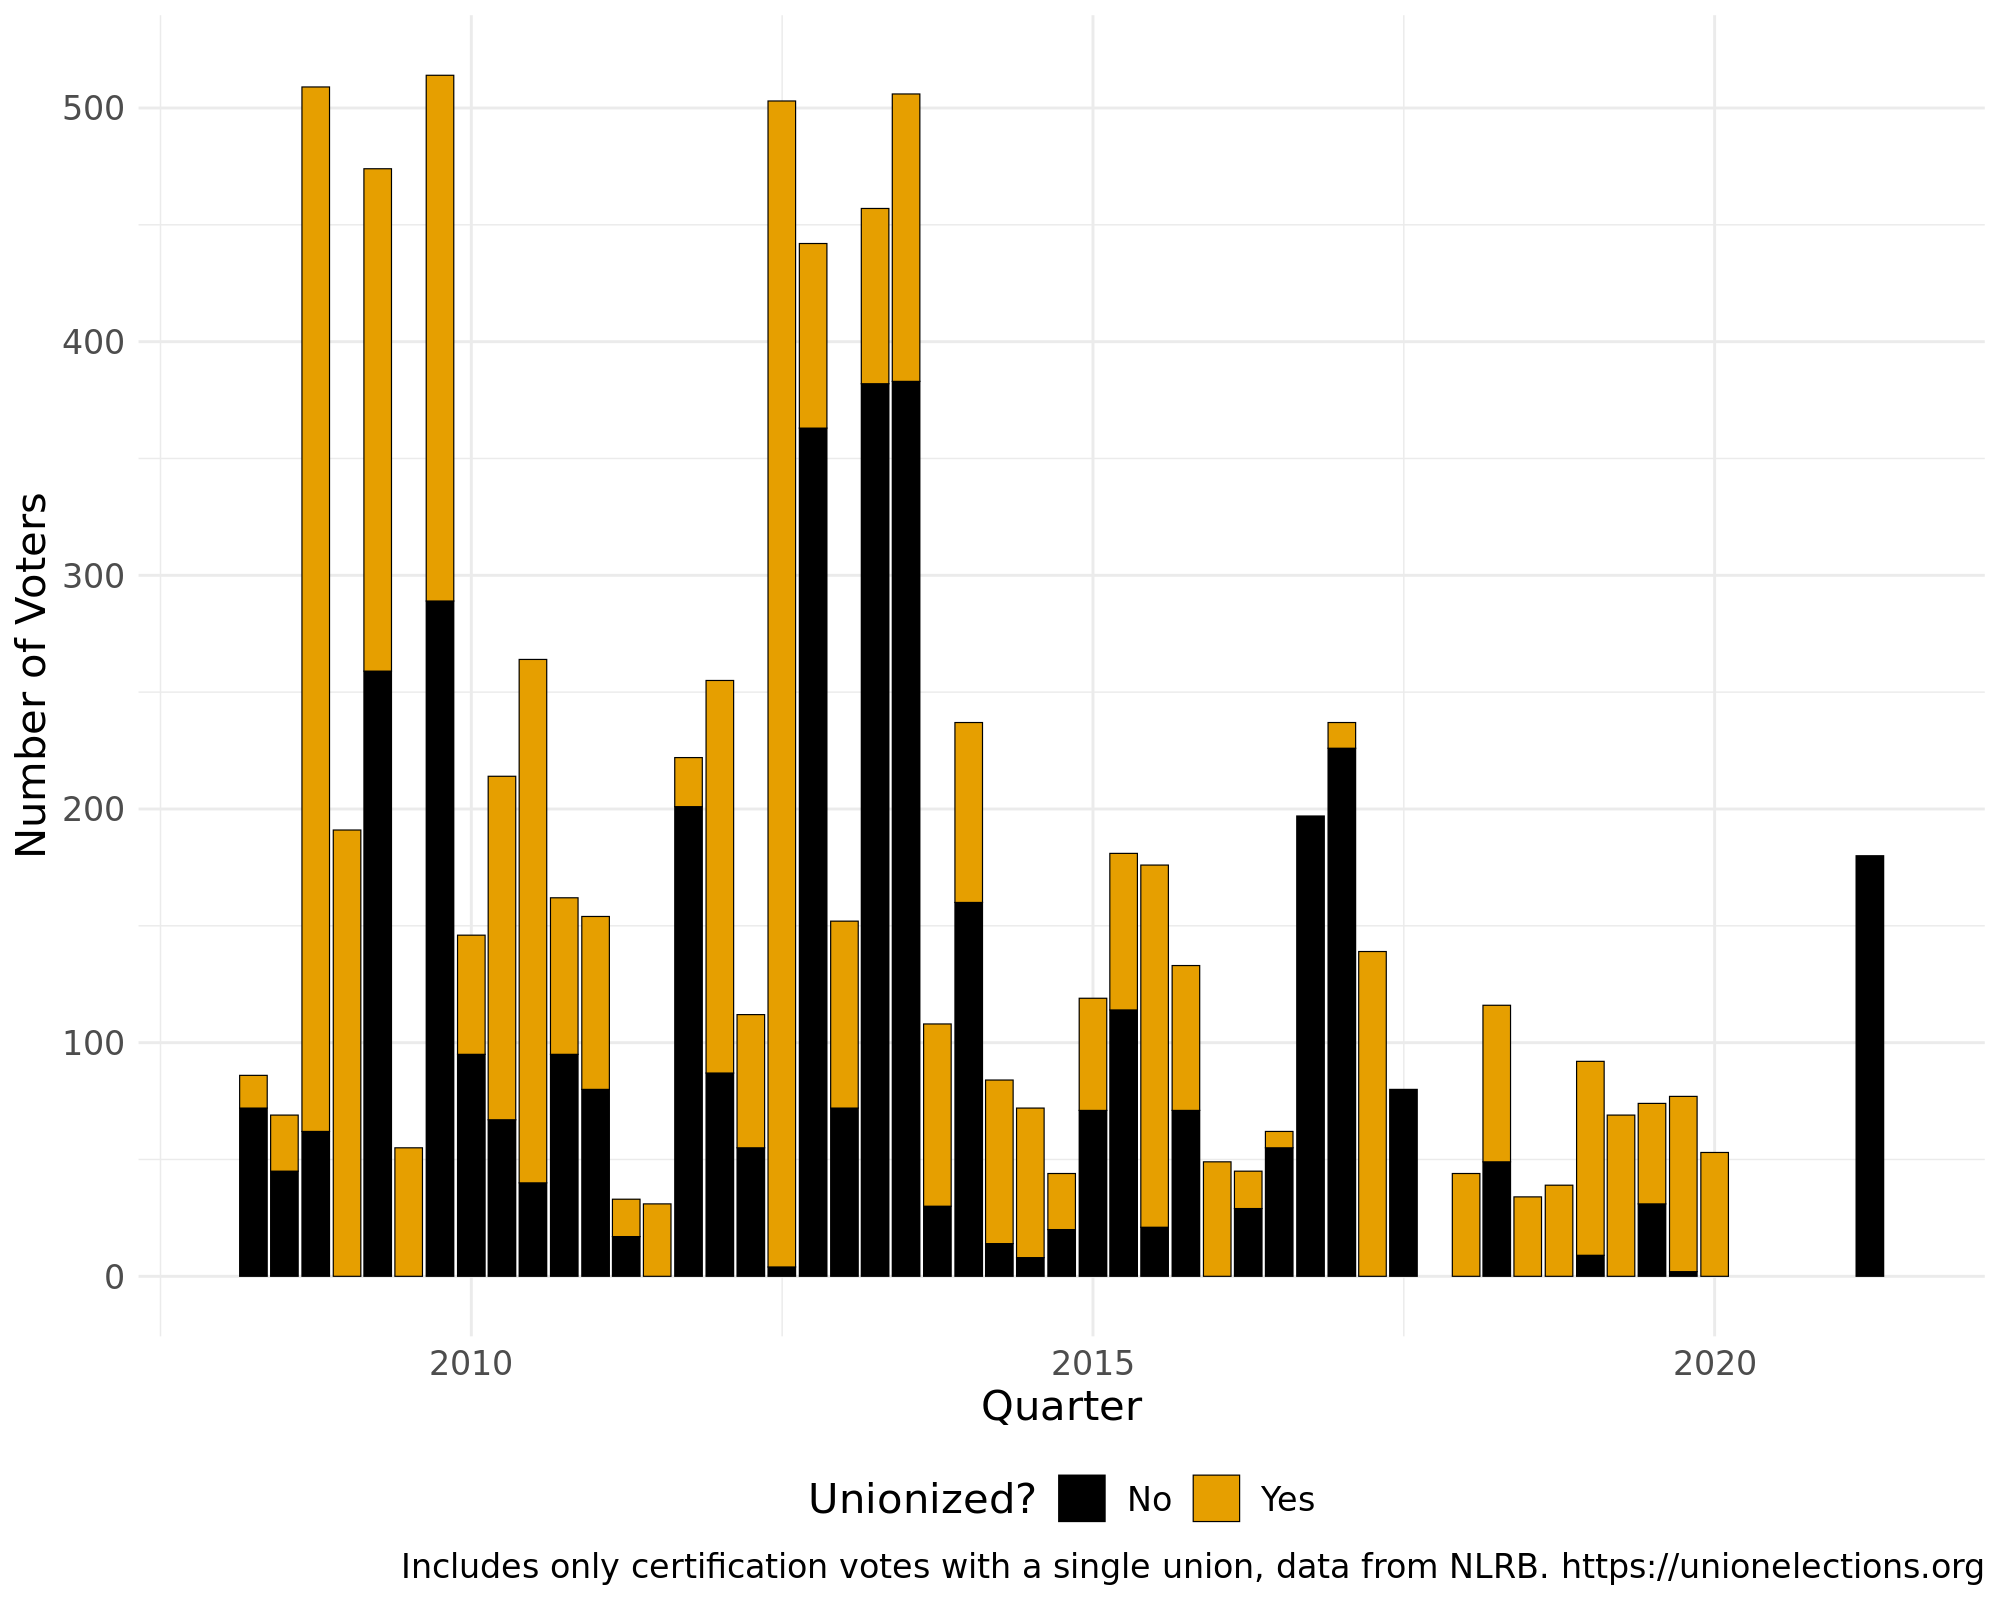 500
400
300
200
100
0
Number of Voters
2010 2015 2020
Quarter
Unionized? No Yes
Includes only certification votes with a single union, data from NLRB. https://unionelections.org